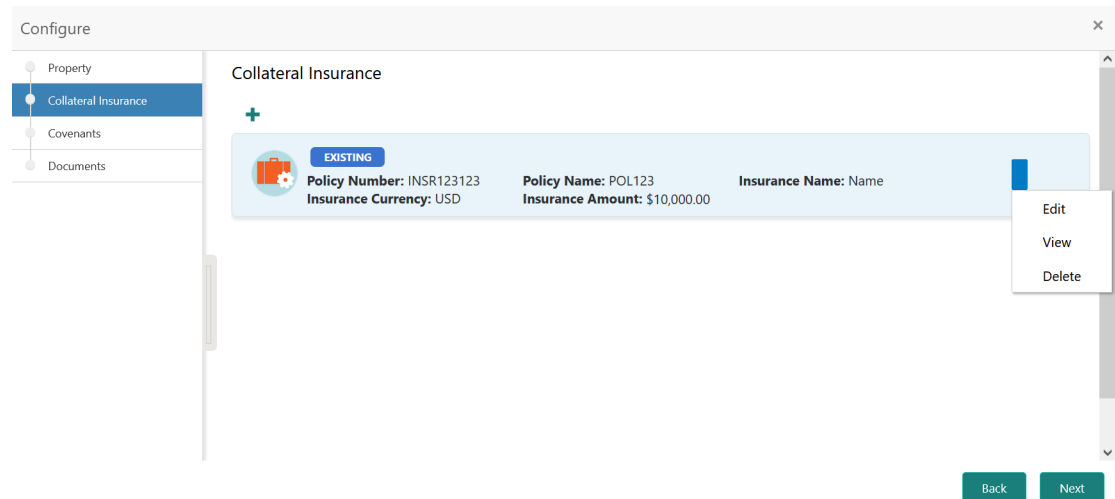 Configure
×
Property
Collateral Insurance
Covenants
Documents
Collateral Insurance
+
EXISTING
Policy Number: INSR123123 Policy Name: POL123 Insurance Name: Name
Insurance Currency: USD Insurance Amount: $10,000.00
Edit
View
Delete
Back Next